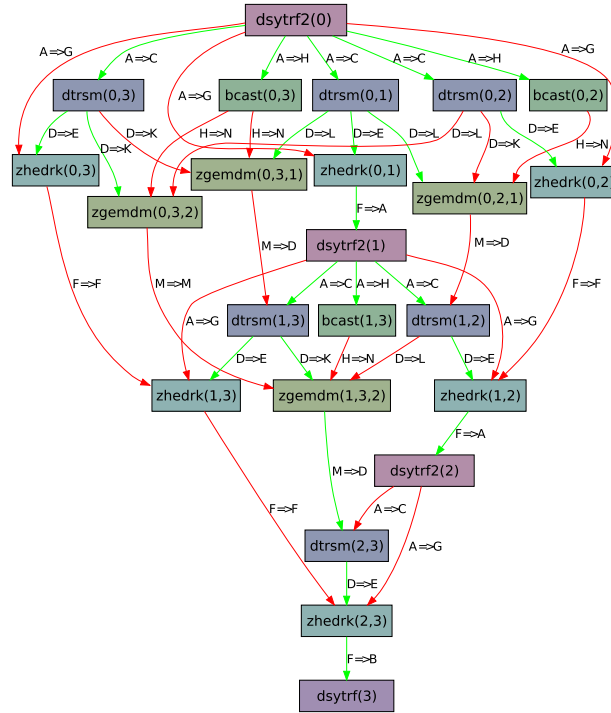 dsytrf2(0)
A=>G
A=>C
A=>H
A=>C
A=>C
A=>H
A=>G
dtrsm(0,3)
bcast(0,3)
dtrsm(0,1)
dtrsm(0,2)
bcast(0,2)
A=>G
D=>E
D=>K
D=>K
H=>N
H=>N
D=>L
D=>E
D=>L
D=>L
D=>K
D=>E
H=>N
zhedrk(0,3)
zgemdm(0,3,1)
zhedrk(0,1)
zhedrk(0,2
zgemdm(0,3,2)
zgemdm(0,2,1)
F=>A
M=>D
dsytrf2(1)
M=>D
F=>F
M=>M
A=>C
A=>H
A=>C
F=>F
A=>G
dtrsm(1,3)
bcast(1,3)
dtrsm(1,2)
A=>G
D=>E
D=>K
H=>N
D=>L
D=>E
zhedrk(1,3)
zgemdm(1,3,2)
zhedrk(1,2)
F=>A
M=>D
dsytrf2(2)
F=>F
A=>C
dtrsm(2,3)
A=>G
D=>E
zhedrk(2,3)
F=>B
dsytrf(3)